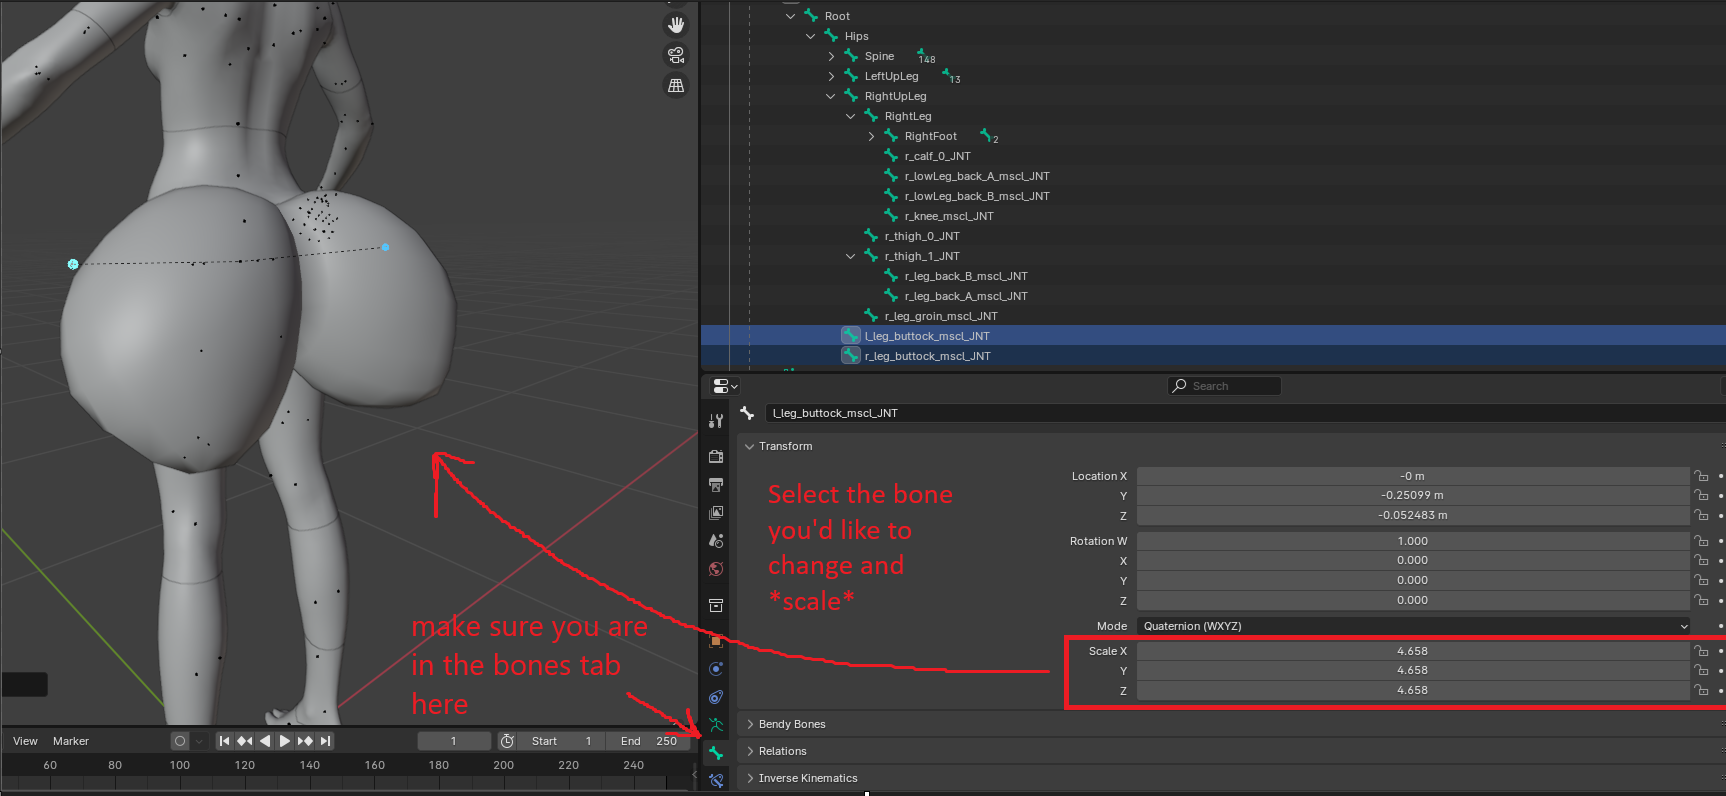 Root
Hips
Spine 148
LeftUpLeg 13
RightUpLeg
RightLeg
RightFoot 2
r_calf_0_JNT
r_lowLeg_back_A_mscl_JNT
r_lowLeg_back_B_mscl_JNT
r_knee_mscl_JNT
r_thigh_0_JNT
r_thigh_1_JNT
r_leg_back_B_mscl_JNT
r_leg_back_A_mscl_JNT
r_leg_groin_mscl_JNT
l_leg_buttock_mscl_JNT
r_leg_buttock_mscl_JNT
Search
l_leg_buttock_mscl_JNT
Transform
Location X -0 m
Y -0.25099 m
Z -0.052483 m
Rotation W 1.000
X 0.000
Y 0.000
Z 0.000
Mode Quaternion (WXYZ)
Scale X 4.658
Y 4.658
Z 4.658
Bendy Bones
Relations
Inverse Kinematics
Select the bone
you'd like to
change and
*scale*
make sure you are
in the bones tab
here
View Marker 1 Start 1 End 250
60 80 100 120 140 160 180 200 220 240